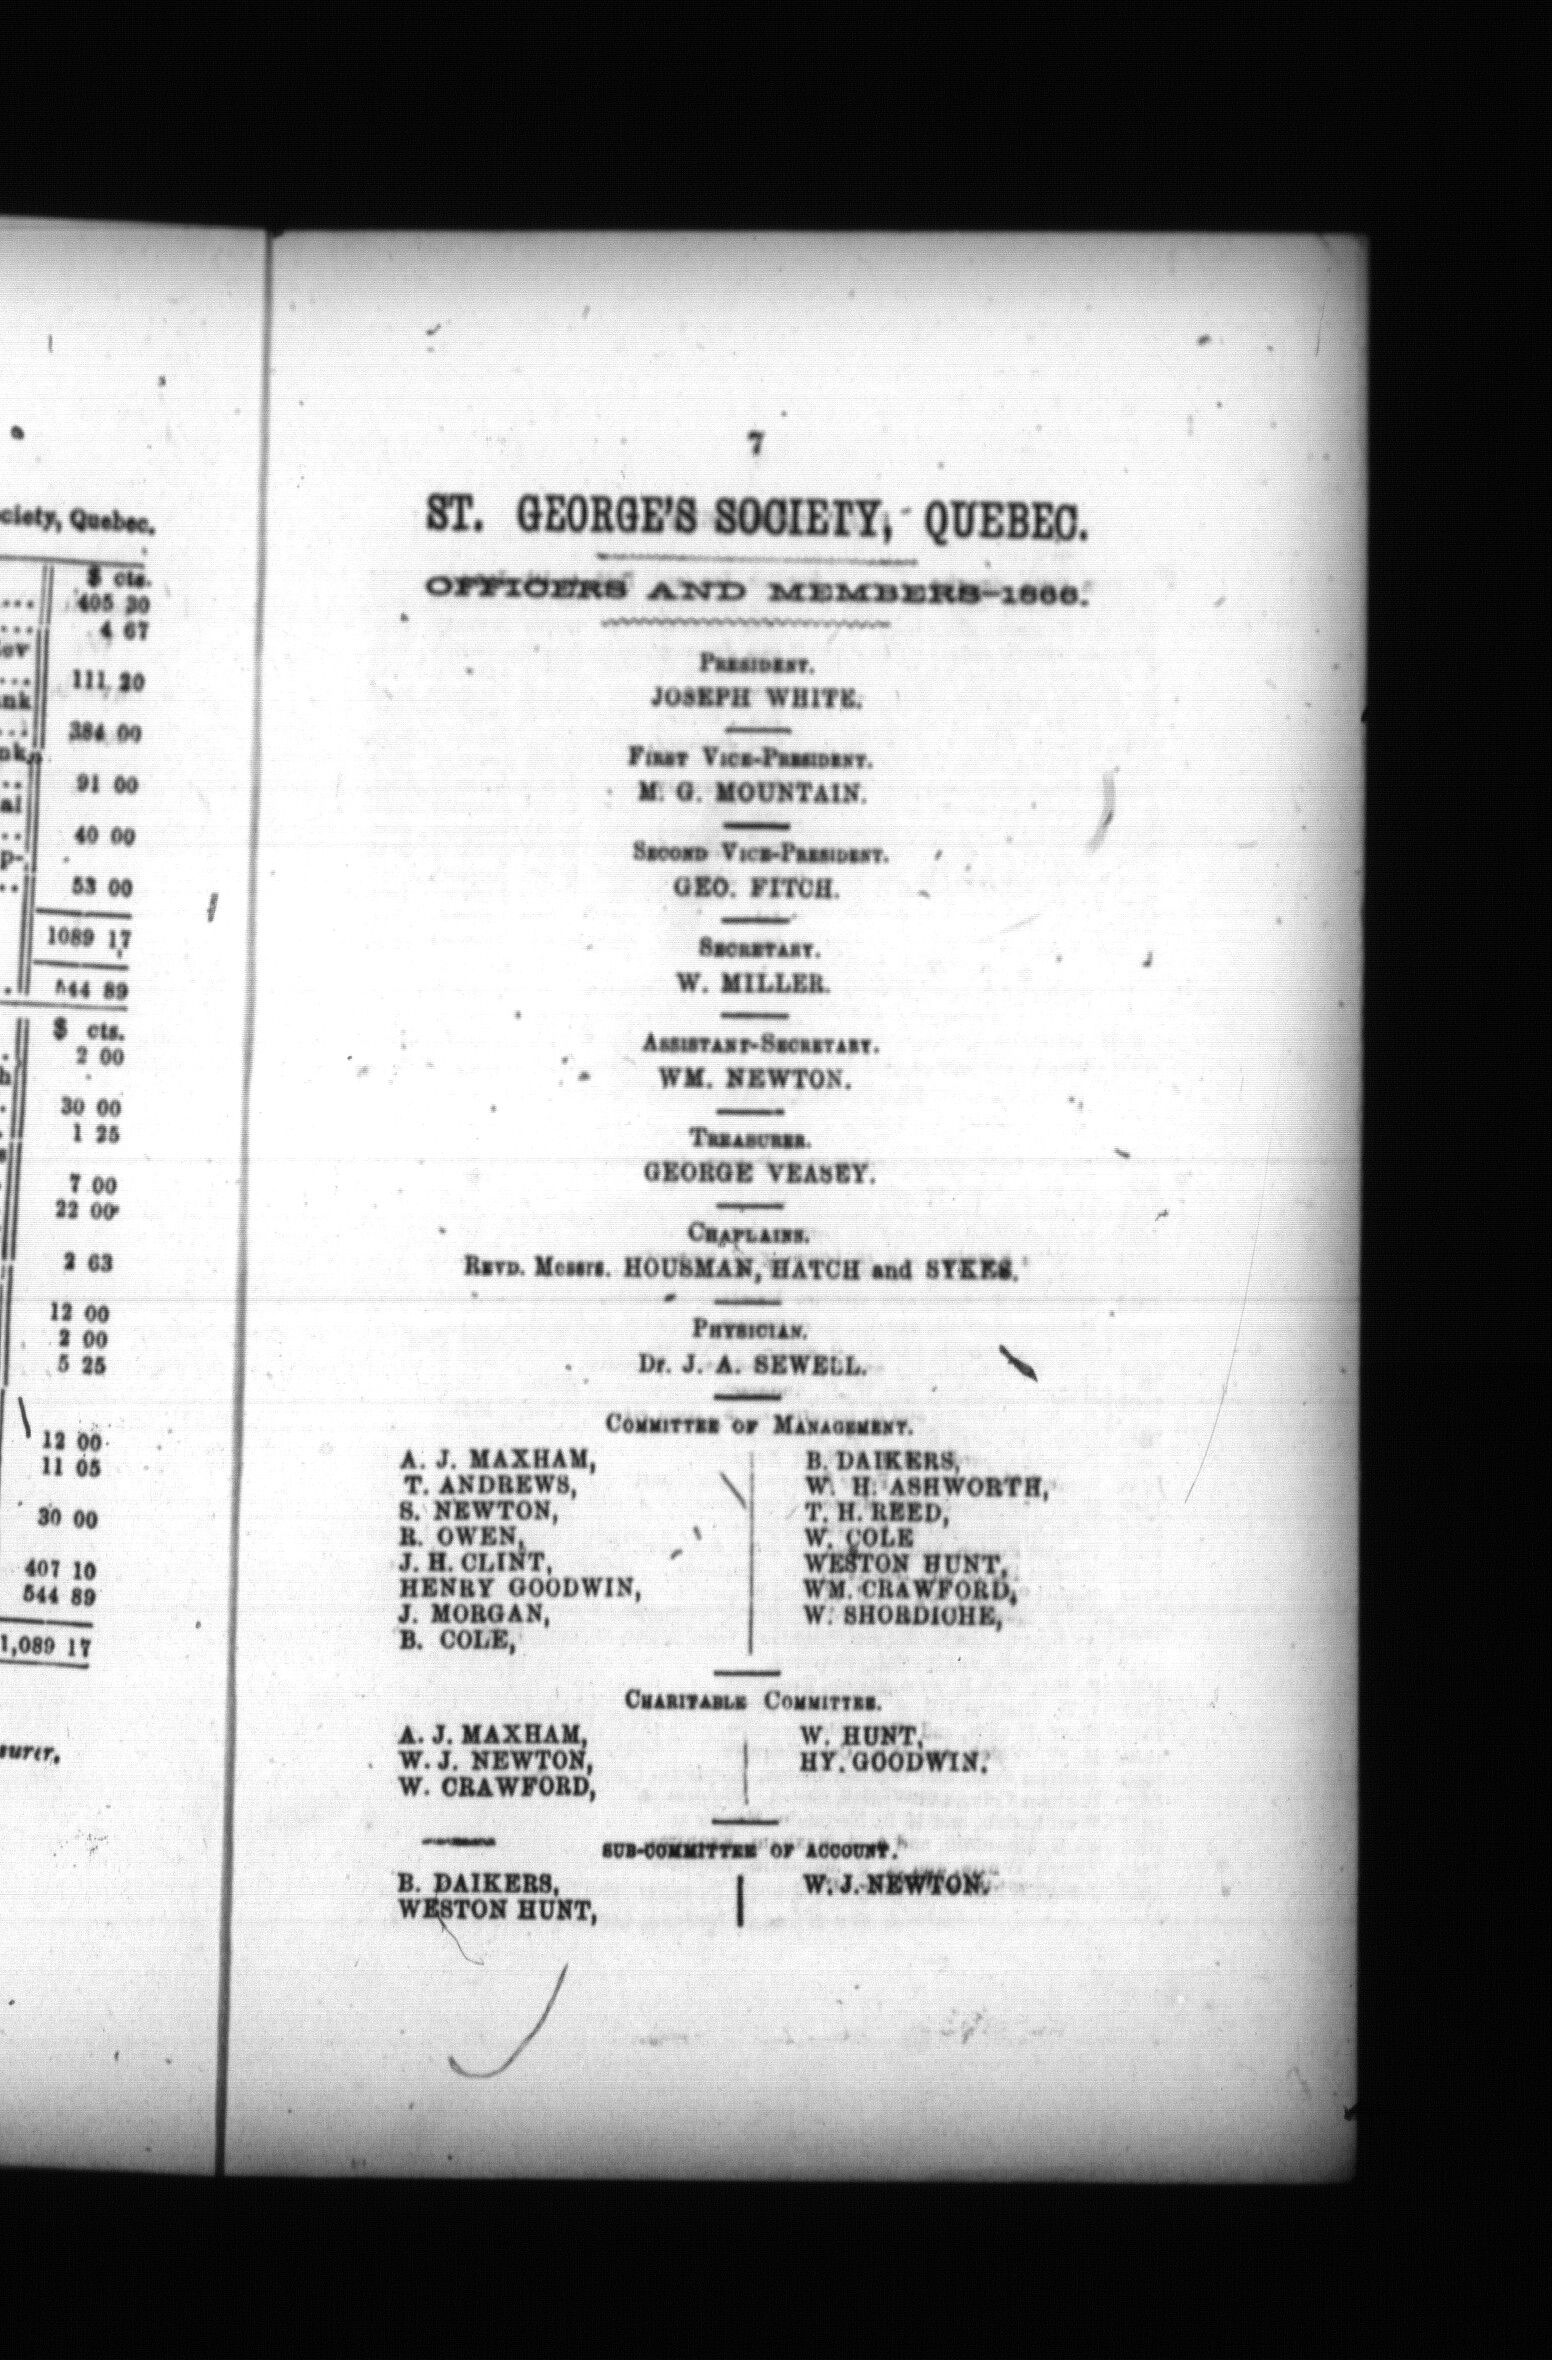 ciety, Quebec.
$ cts.
405 30
4 67
111 20
384 00
91 00
al
40 00
p-
53 00
1089 17
544 89
$ cts.
2 00
h
30 00
1 25
7 00
22 00
2 63
12 00
2 00
5 25
12 00
11 05
30 00
407 10
544 89
1,089 17
surer.
7
ST. GEORGE'S SOCIETY, QUEBEC.
OFFICERS AND MEMBERS—1866.
PRESIDENT.
JOSEPH WHITE.
FIRST VICE-PRESIDENT.
M. G. MOUNTAIN.
SECOND VICE-PRESIDENT.
GEO. FITCH.
SECRETARY.
W. MILLER.
ASSISTANT-SECRETARY.
WM. NEWTON.
TREASURER.
GEORGE VEASEY.
CHAPLAINS.
REVD. Messrs. HOUSMAN, HATCH and SYKES.
PHYSICIAN.
Dr. J. A. SEWELL.
COMMITTEE OF MANAGEMENT.
A. J. MAXHAM,
T. ANDREWS,
S. NEWTON,
R. OWEN,
J. H. CLINT,
HENRY GOODWIN,
J. MORGAN,
B. COLE,
B. DAIKERS,
W. H. ASHWORTH,
T. H. REED,
W. COLE
WESTON HUNT,
WM. CRAWFORD,
W. SHORDICHE,
CHARITABLE COMMITTEE.
A. J. MAXHAM,
W. J. NEWTON,
W. CRAWFORD,
W. HUNT,
HY. GOODWIN.
SUB-COMMITTEE OF ACCOUNT.
B. DAIKERS,
WESTON HUNT,
W. J. NEWTON.